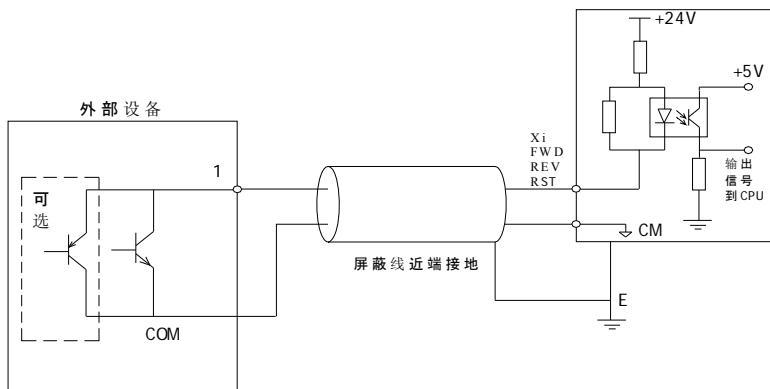 +24V
+5V
外部设备
1
Xi
FWD
REV
RST
输出
信号
到CPU
可
选
CM
屏蔽线近端接地
E
COM